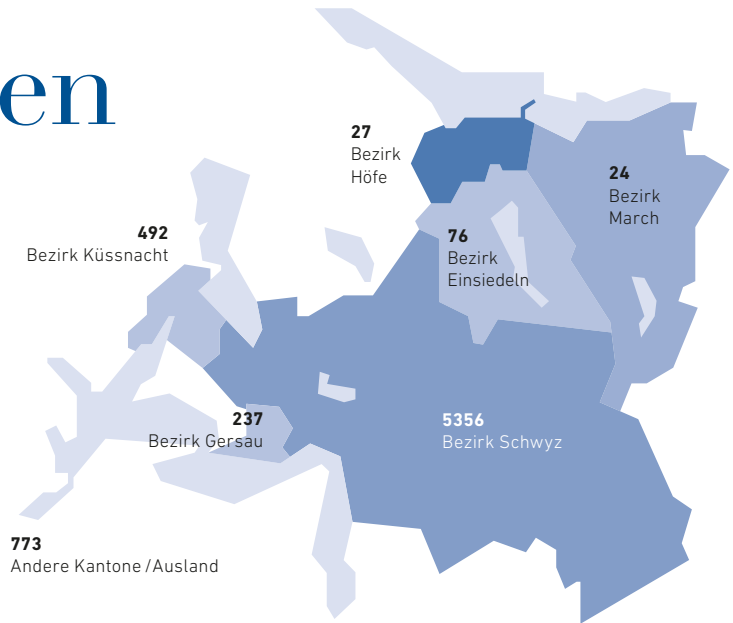 en
27
Bezirk
Höfe
24
Bezirk
March
492
Bezirk Küssnacht
76
Bezirk
Einsiedeln
237
Bezirk Gersau
5356
Bezirk Schwyz
773
Andere Kantone / Ausland